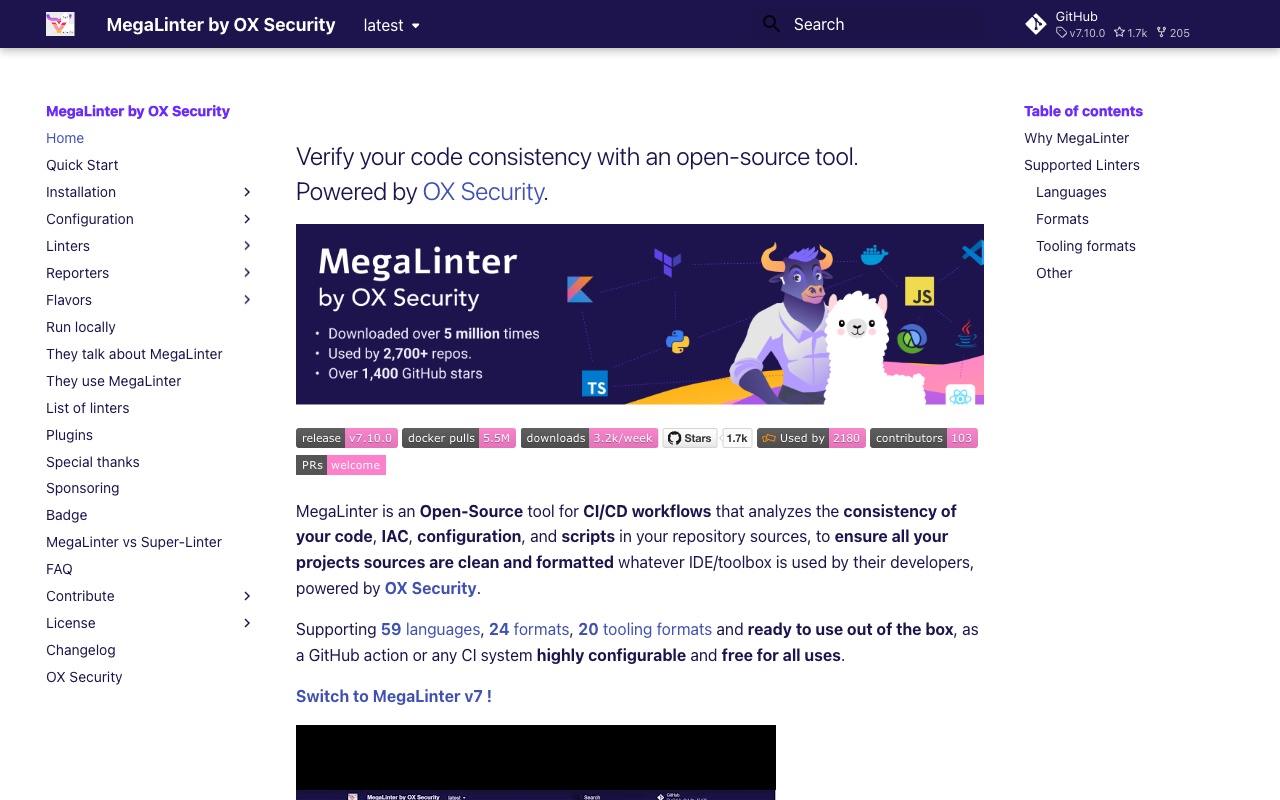 MegaLinter by OX Security
latest
Search
GitHub
v7.10.0 1.7k 205
MegaLinter by OX Security
Home
Quick Start
Installation
Configuration
Linters
Reporters
Flavors
Run locally
They talk about MegaLinter
They use MegaLinter
List of linters
Plugins
Special thanks
Sponsoring
Badge
MegaLinter vs Super-Linter
FAQ
Contribute
License
Changelog
OX Security
Verify your code consistency with an open-source tool.
Powered by OX Security.
MegaLinter
by OX Security
• Downloaded over 5 million times
• Used by 2,700+ repos.
• Over 1,400 GitHub stars
TS
JS
release v7.10.0 docker pulls 5.5M downloads 3.2k/week Stars 1.7k Used by 2180 contributors 103
PRs welcome
MegaLinter is an Open-Source tool for CI/CD workflows that analyzes the consistency of
your code, IAC, configuration, and scripts in your repository sources, to ensure all your
projects sources are clean and formatted whatever IDE/toolbox is used by their developers,
powered by OX Security.
Supporting 59 languages, 24 formats, 20 tooling formats and ready to use out of the box, as
a GitHub action or any CI system highly configurable and free for all uses.
Switch to MegaLinter v7 !
MegaLinter by OX Security latest Search GitHub
Table of contents
Why MegaLinter
Supported Linters
Languages
Formats
Tooling formats
Other